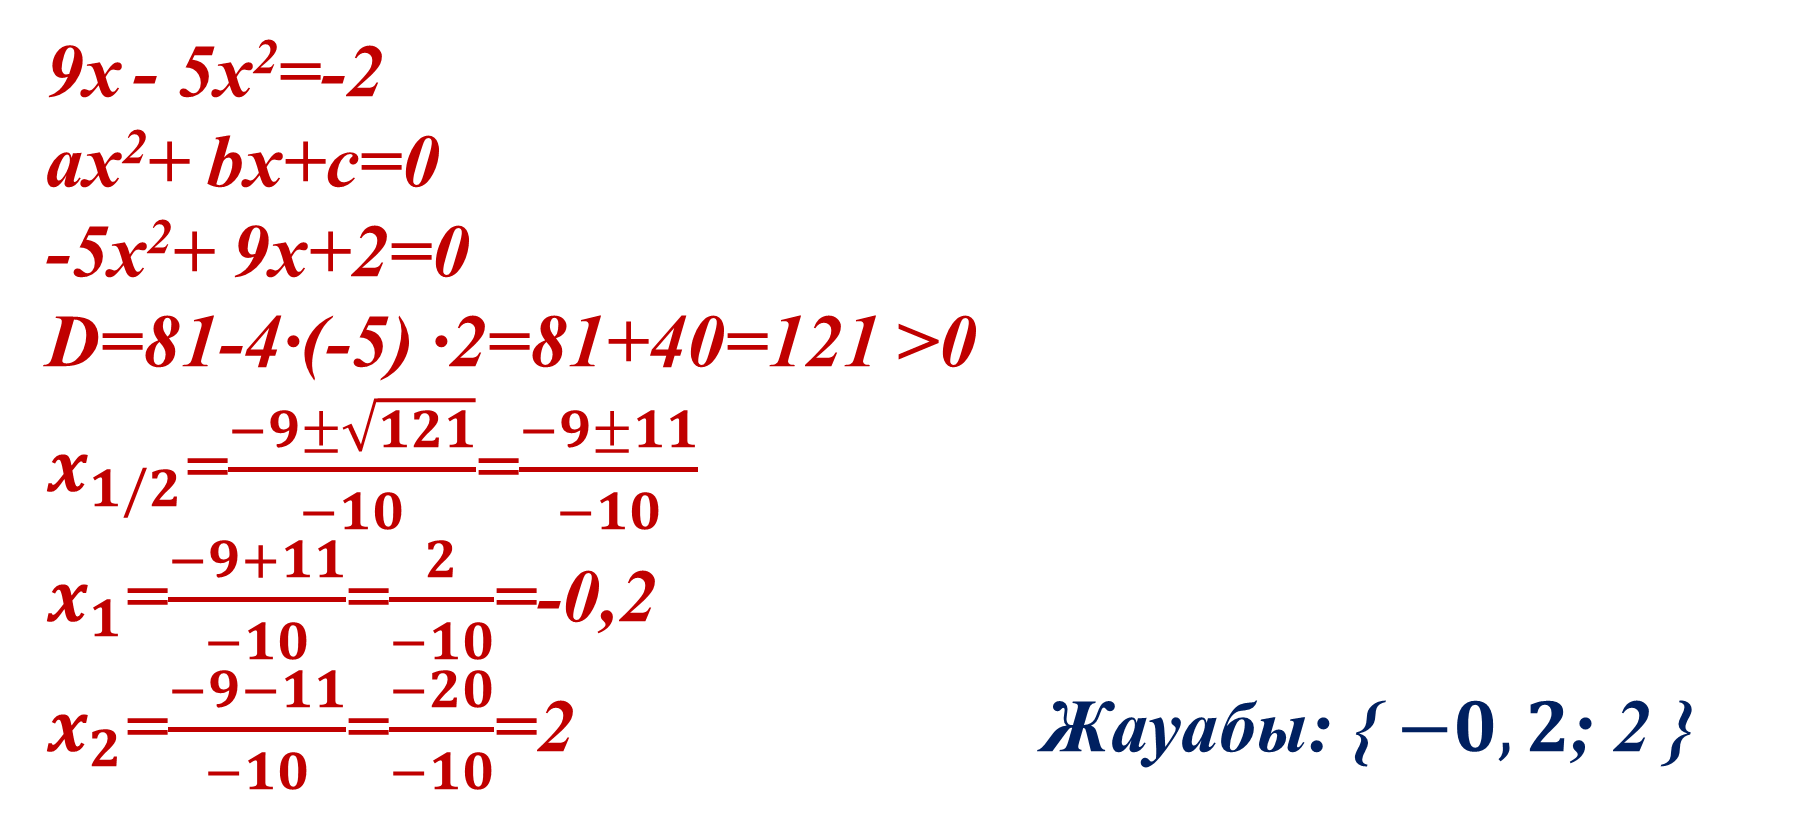 9x - 5x²=-2
ax²+ bx+c=0
-5x²+ 9x+2=0
D=81-4·(-5) ·2=81+40=121 >0
x₁/₂=(−9±√121)/(−10)=(−9±11)/(−10)
x₁=(−9+11)/(−10)=2/(−10)=-0,2
x₂=(−9−11)/(−10)=(−20)/(−10)=2
Жауабы: { −0, 2; 2 }